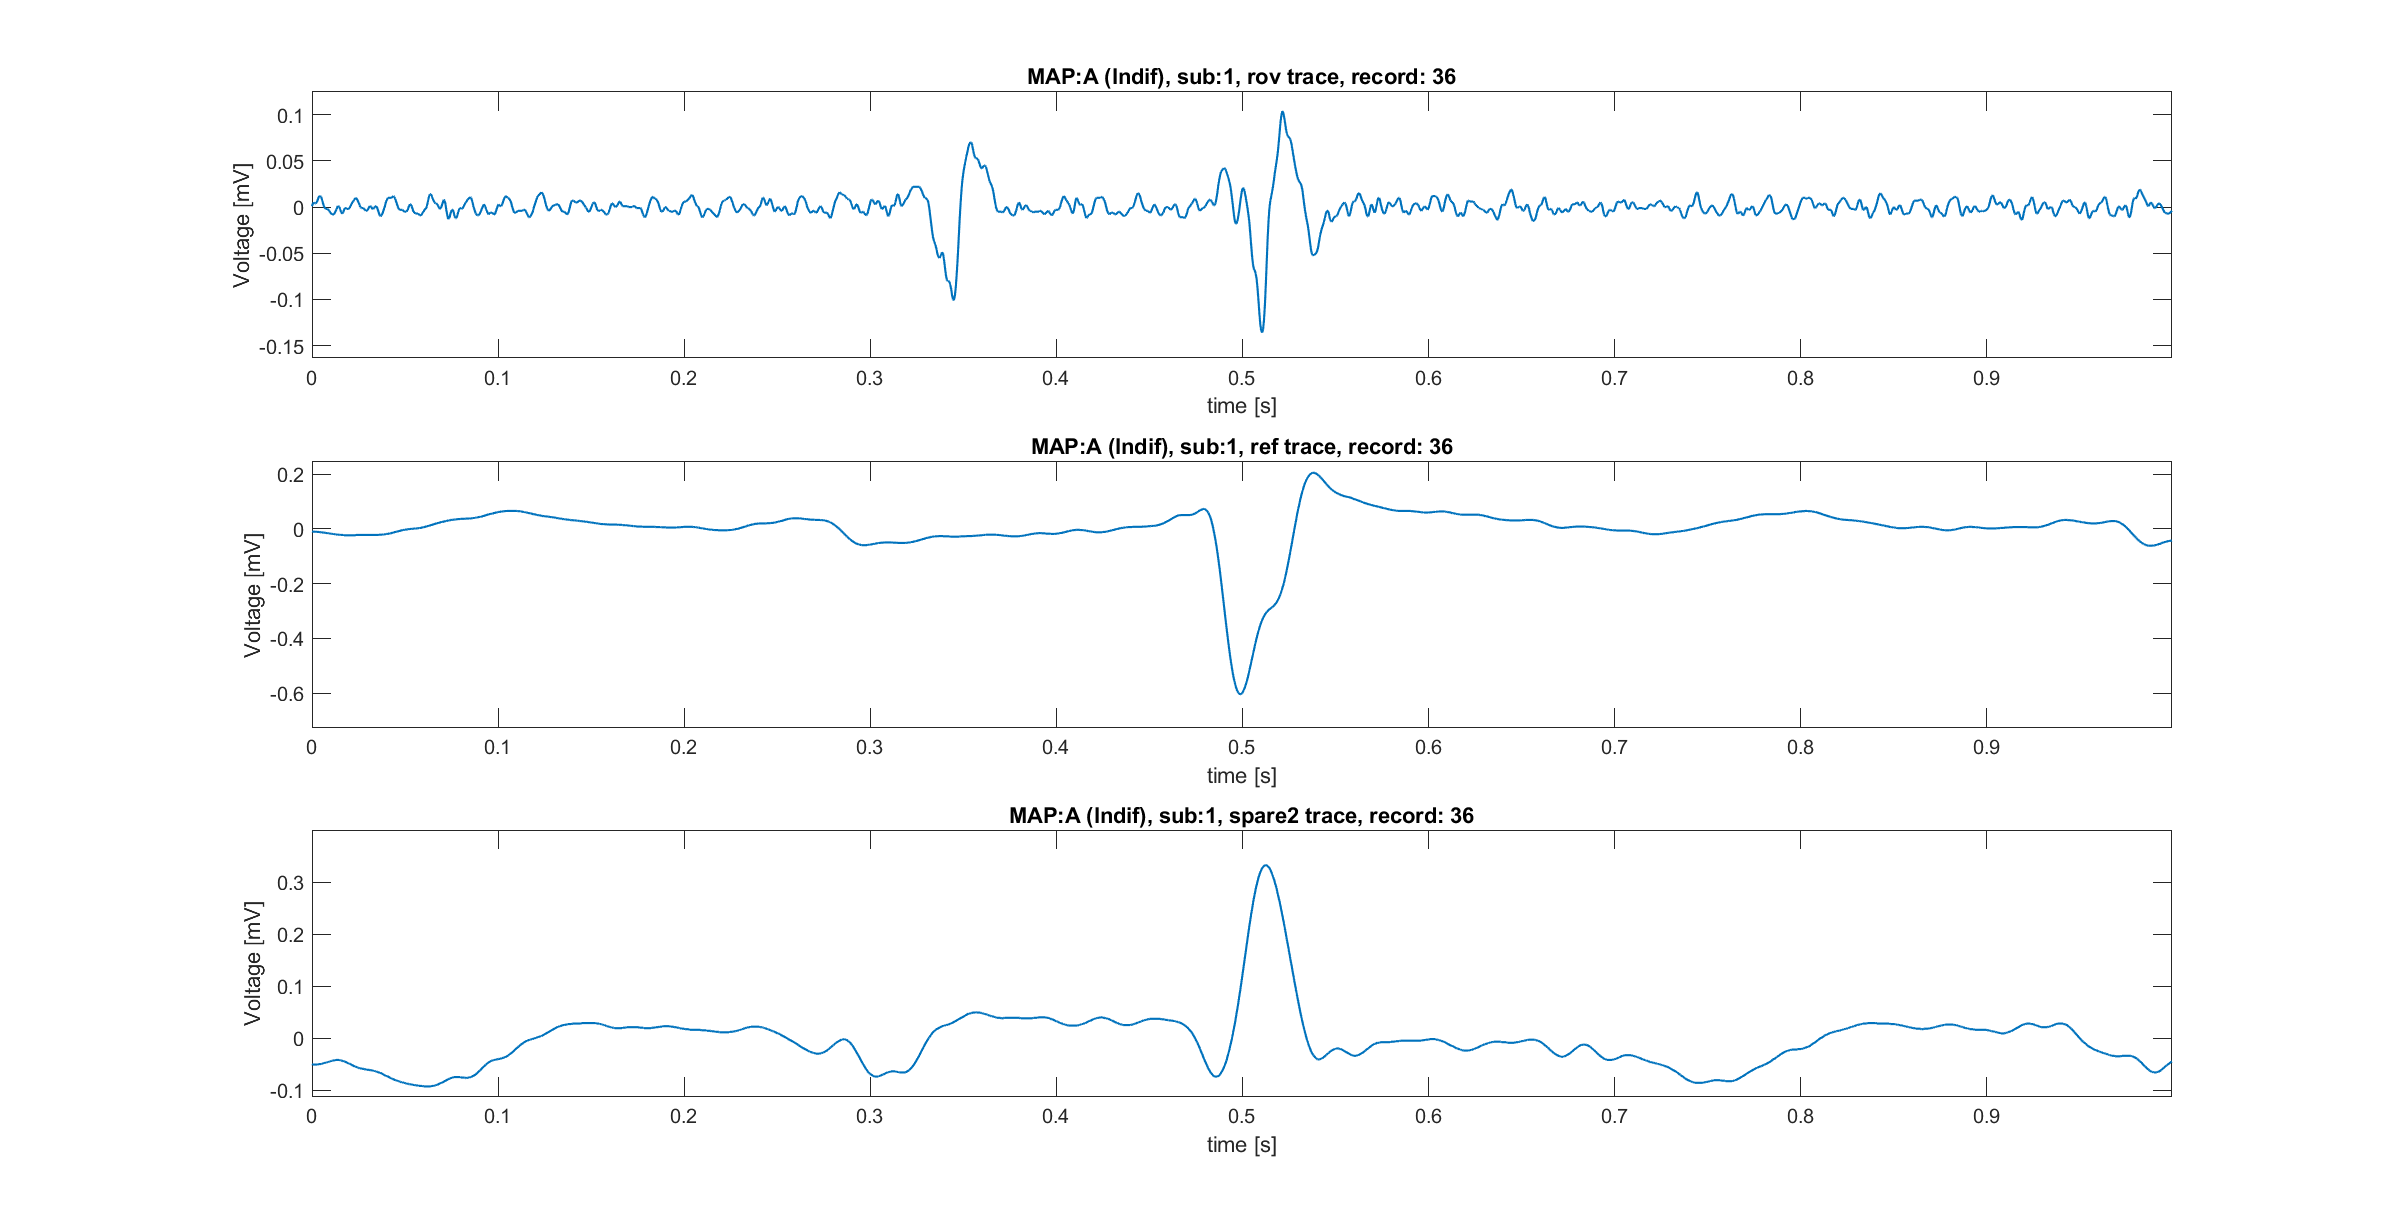 MAP:A (Indif), sub:1, rov trace, record: 36
Voltage [mV]
0.1
0.05
0
-0.05
-0.1
-0.15
0 0.1 0.2 0.3 0.4 0.5 0.6 0.7 0.8 0.9
time [s]
MAP:A (Indif), sub:1, ref trace, record: 36
Voltage [mV]
0.2
0
-0.2
-0.4
-0.6
0 0.1 0.2 0.3 0.4 0.5 0.6 0.7 0.8 0.9
time [s]
MAP:A (Indif), sub:1, spare2 trace, record: 36
Voltage [mV]
0.3
0.2
0.1
0
-0.1
0 0.1 0.2 0.3 0.4 0.5 0.6 0.7 0.8 0.9
time [s]